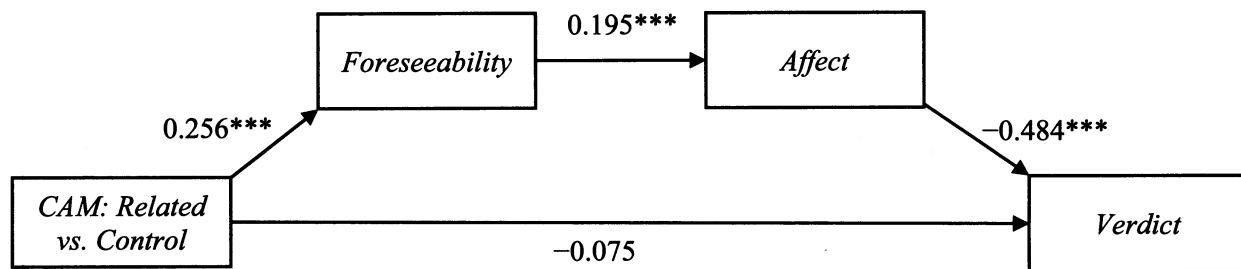 0.195***
Foreseeability
Affect
0.256***
−0.484***
CAM: Related
vs. Control
Verdict
−0.075